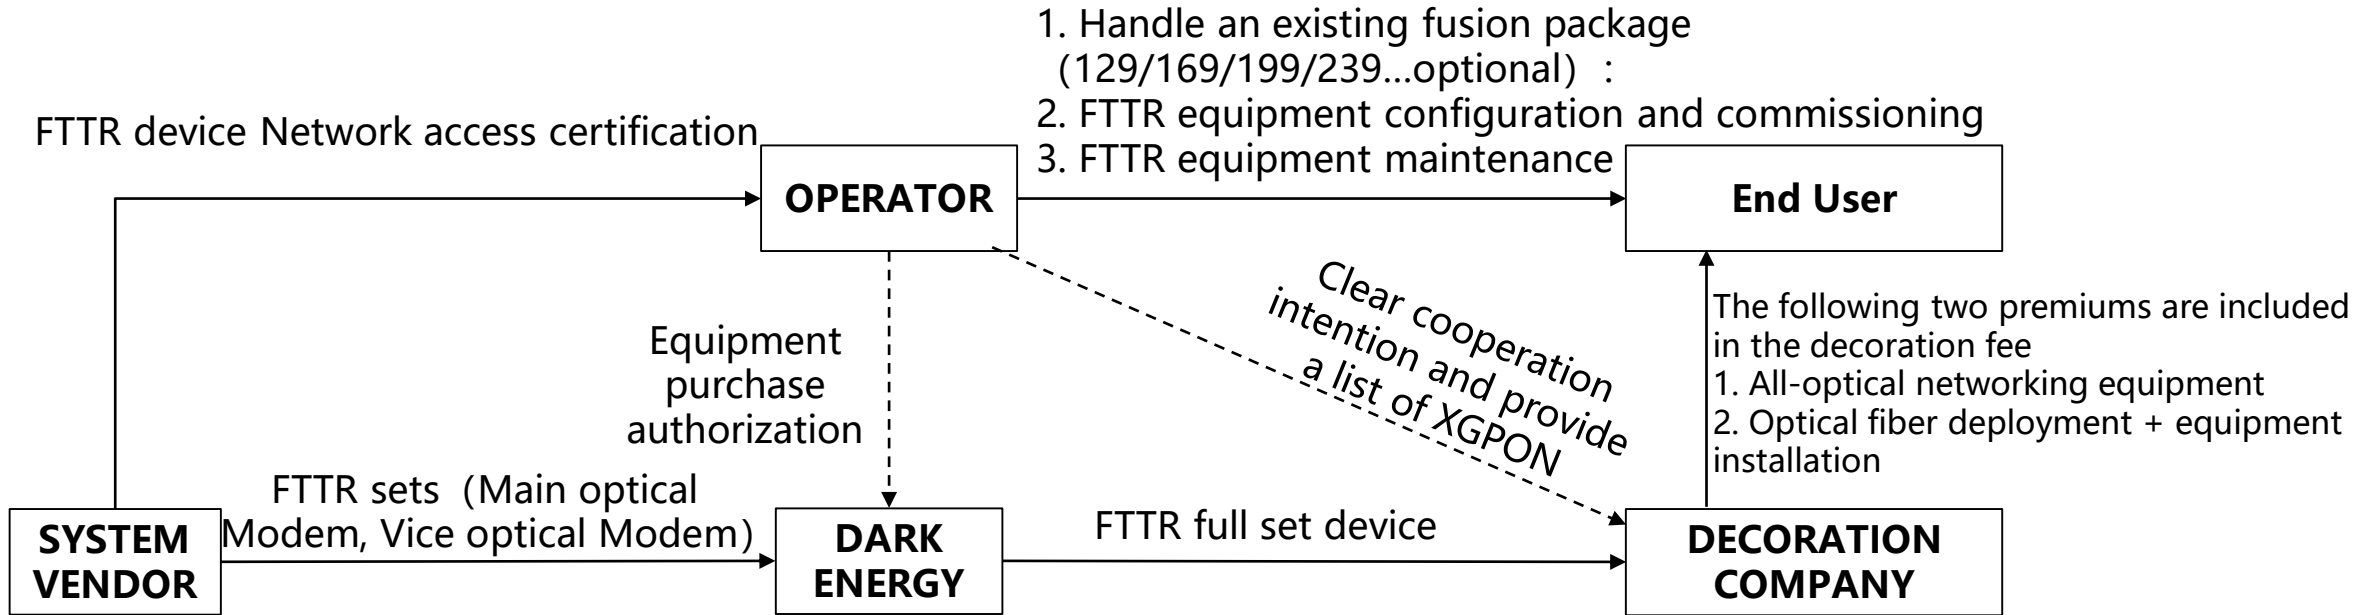 1. Handle an existing fusion package
（129/169/199/239...optional）：
2. FTTR equipment configuration and commissioning
3. FTTR equipment maintenance
FTTR device Network access certification
OPERATOR
End User
Equipment
purchase
authorization
Clear cooperation
intention and provide
a list of XGPON
The following two premiums are included
in the decoration fee
1. All-optical networking equipment
2. Optical fiber deployment + equipment
installation
SYSTEM
VENDOR
FTTR sets（Main optical
Modem, Vice optical Modem）
DARK
ENERGY
FTTR full set device
DECORATION
COMPANY